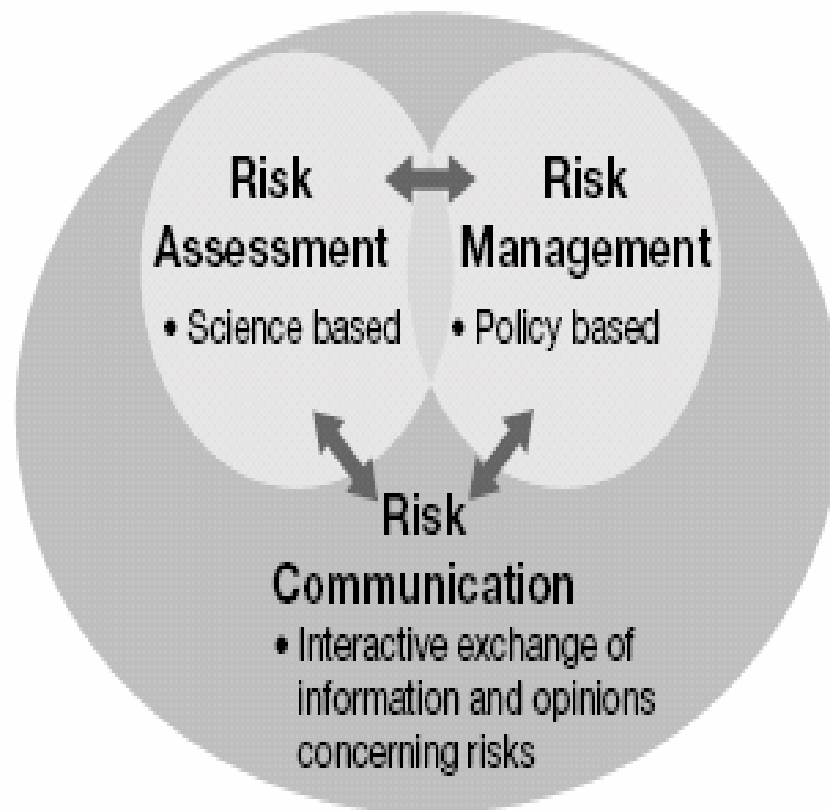 Risk
Assessment
• Science based
Risk
Management
• Policy based
Risk
Communication
• Interactive exchange of
information and opinions
concerning risks